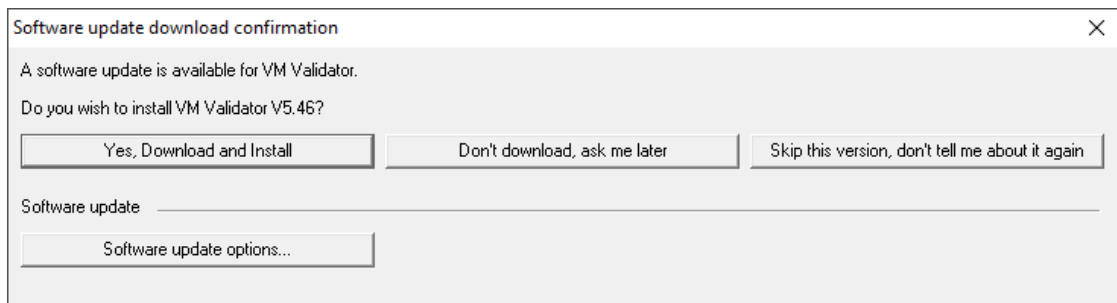 Software update download confirmation
A software update is available for VM Validator.
Do you wish to install VM Validator V5.46?
Yes, Download and Install Don't download, ask me later Skip this version, don't tell me about it again
Software update
Software update options...